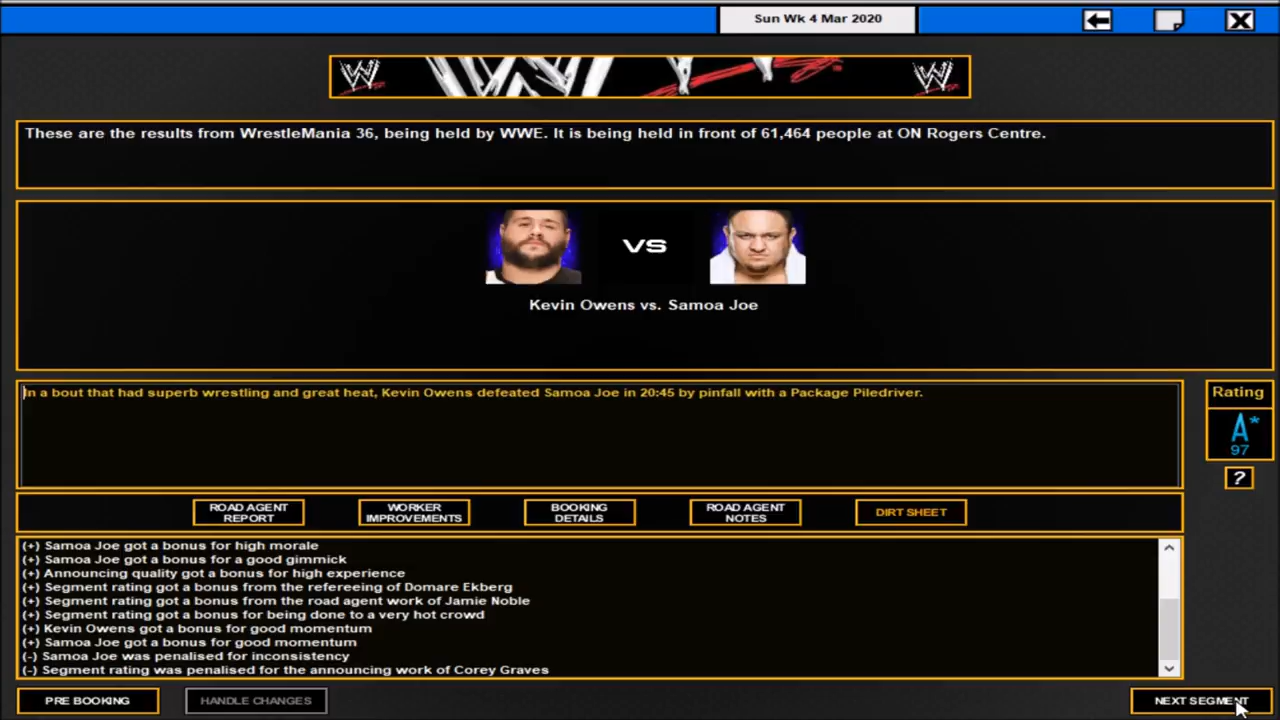 Sun Wk 4 Mar 2020
These are the results from WrestleMania 36, being held by WWE. It is being held in front of 61,464 people at ON Rogers Centre.
VS
Kevin Owens vs. Samoa Joe
In a bout that had superb wrestling and great heat, Kevin Owens defeated Samoa Joe in 20:45 by pinfall with a Package Piledriver.
Rating
A*
97
?
ROAD AGENT REPORT
WORKER IMPROVEMENTS
BOOKING DETAILS
ROAD AGENT NOTES
DIRT SHEET
(+) Samoa Joe got a bonus for high morale
(+) Samoa Joe got a bonus for a good gimmick
(+) Announcing quality got a bonus for high experience
(+) Segment rating got a bonus from the refereeing of Domare Ekberg
(+) Segment rating got a bonus from the road agent work of Jamie Noble
(+) Segment rating got a bonus for being done to a very hot crowd
(+) Kevin Owens got a bonus for good momentum
(+) Samoa Joe got a bonus for good momentum
(-) Samoa Joe was penalised for inconsistency
(-) Segment rating was penalised for the announcing work of Corey Graves
PRE BOOKING
HANDLE CHANGES
NEXT SEGMENT